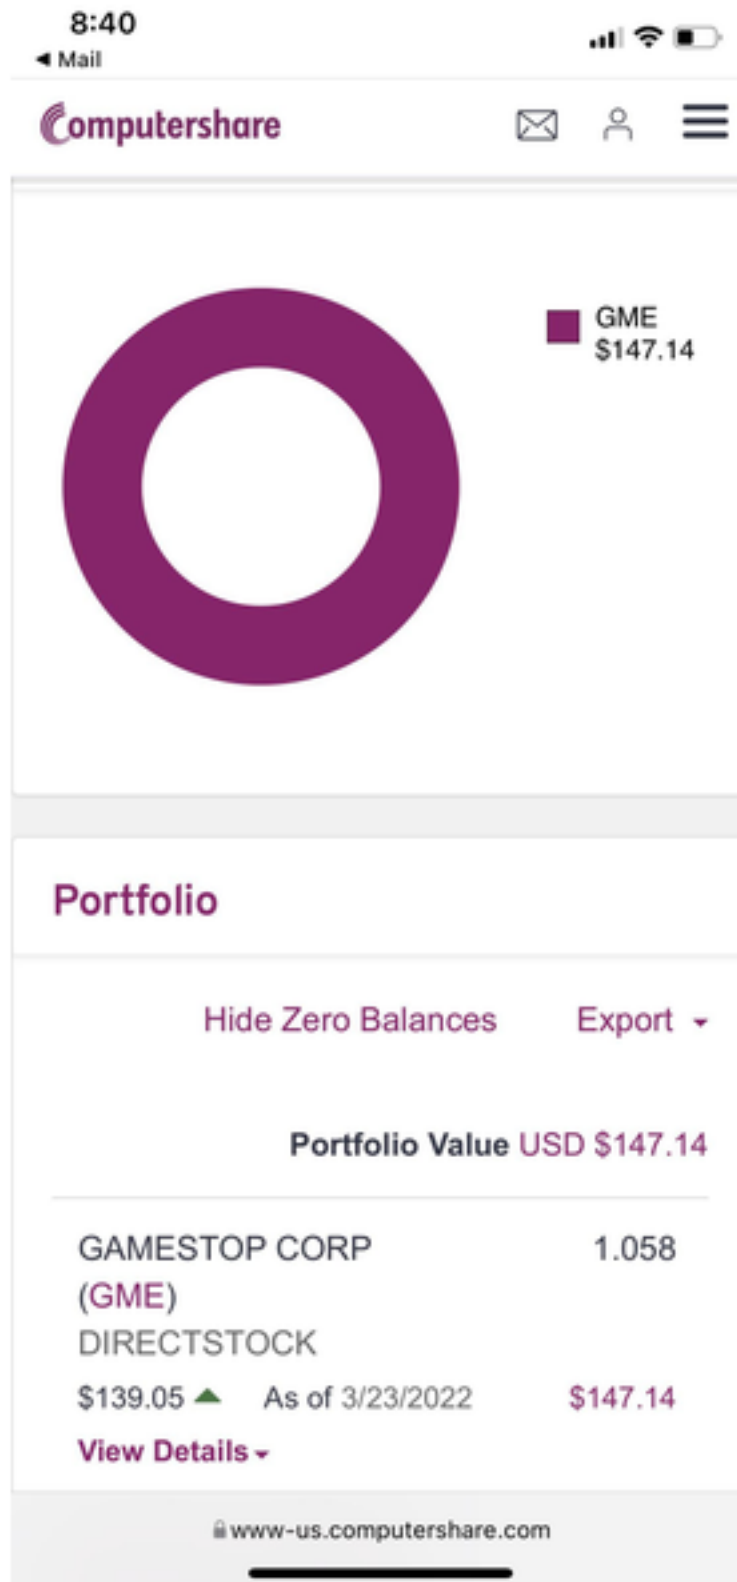 8:40
◀ Mail
Computershare
GME
$147.14
Portfolio
Hide Zero Balances Export
Portfolio Value USD $147.14
GAMESTOP CORP 1.058
(GME)
DIRECTSTOCK
$139.05 ▲ As of 3/23/2022 $147.14
View Details
www-us.computershare.com